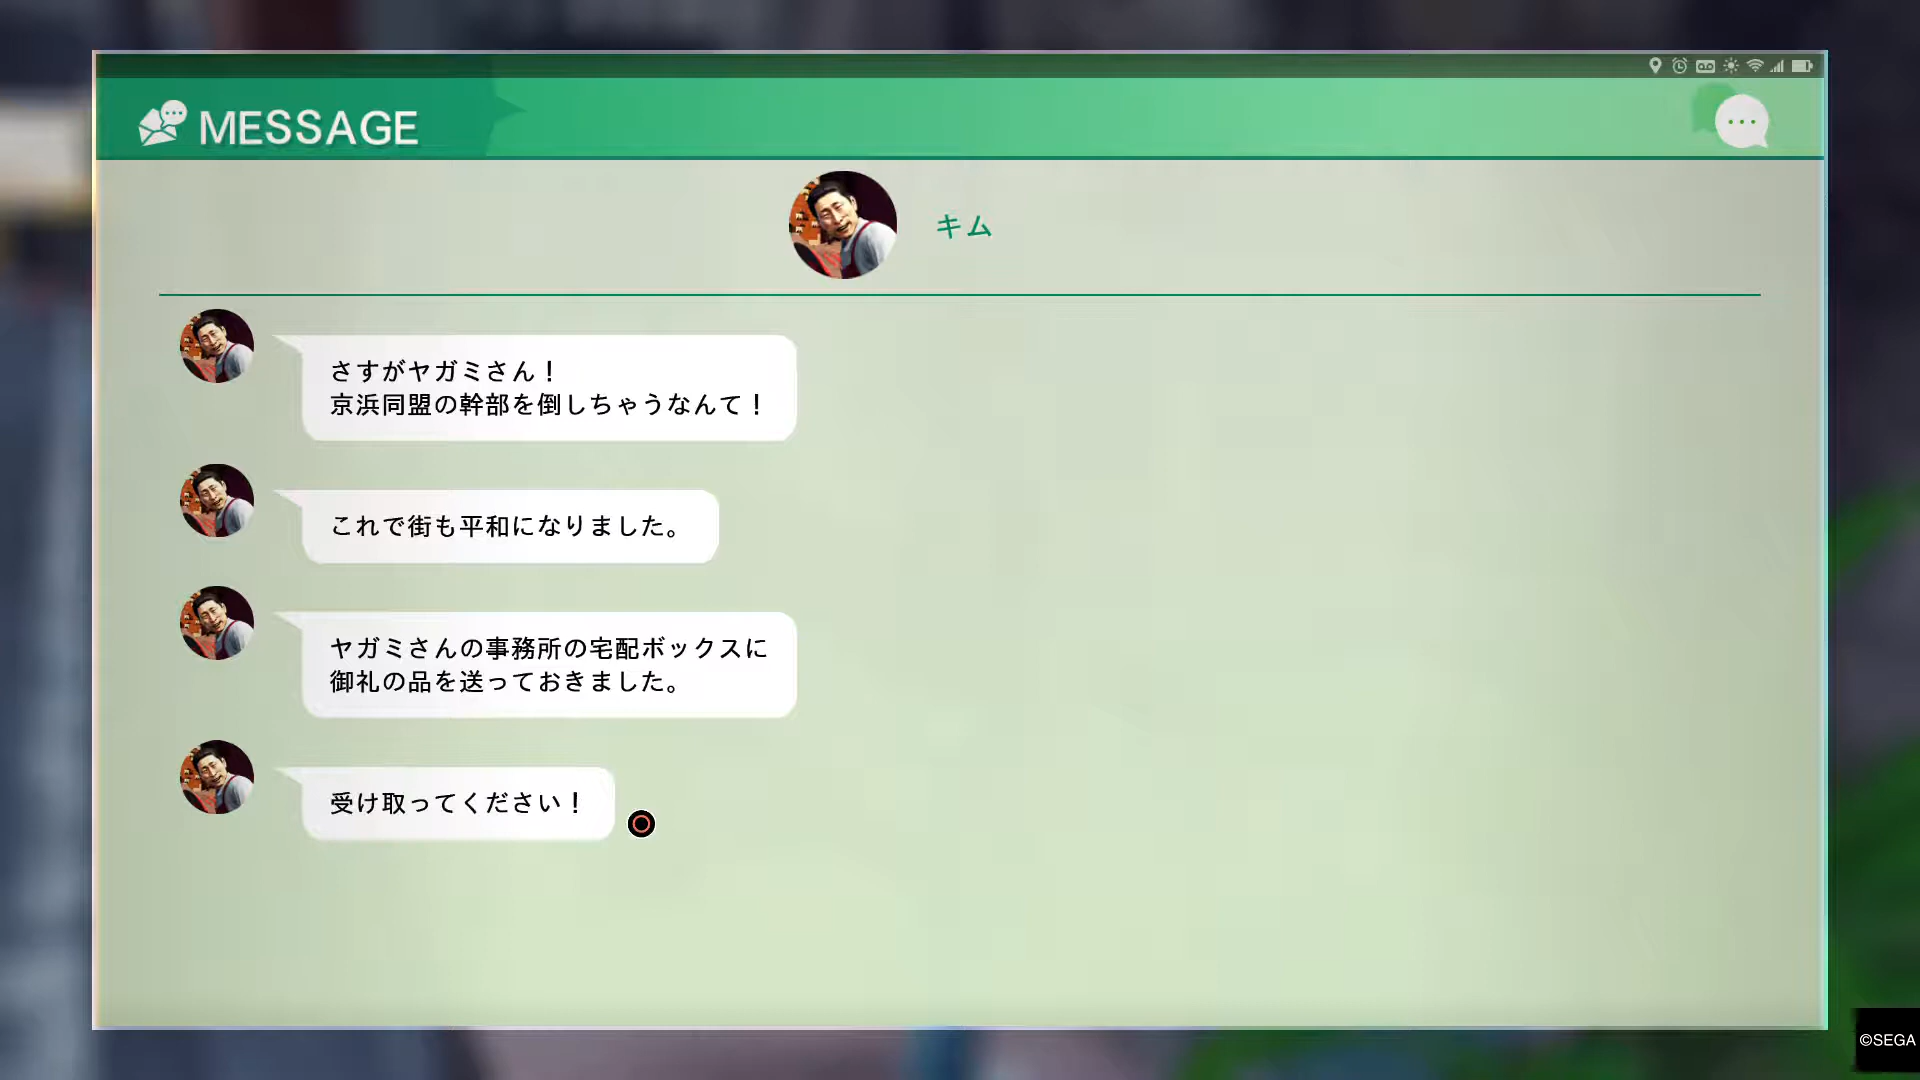 MESSAGE
キム
さすがヤガミさん！
京浜同盟の幹部を倒しちゃうなんて！
これで街も平和になりました。
ヤガミさんの事務所の宅配ボックスに
御礼の品を送っておきました。
受け取ってください！
©SEGA